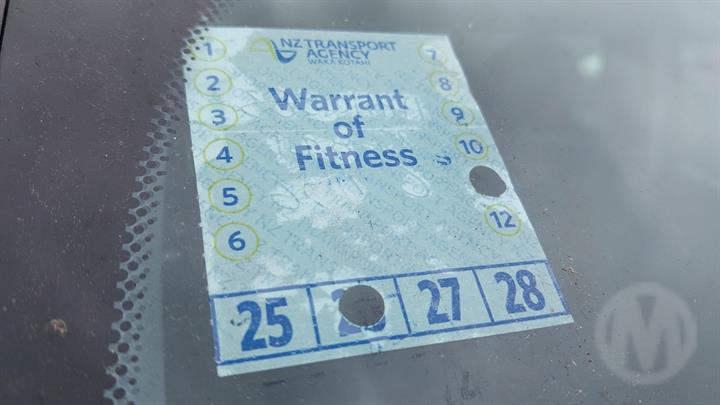 NZ TRANSPORT
AGENCY
WAKA KOTAHI
1
2
3
4
5
6
7
8
9
10
12
Warrant
of
Fitness
25 27 28
M